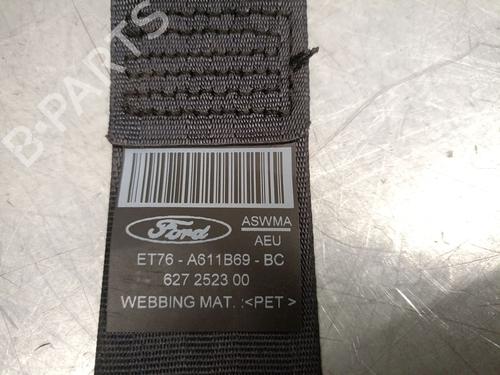 B-PARTS
Ford
ASWMA
AEU
ET76 - A611B69 - BC
627 2523 00
WEBBING MAT. :<PET >